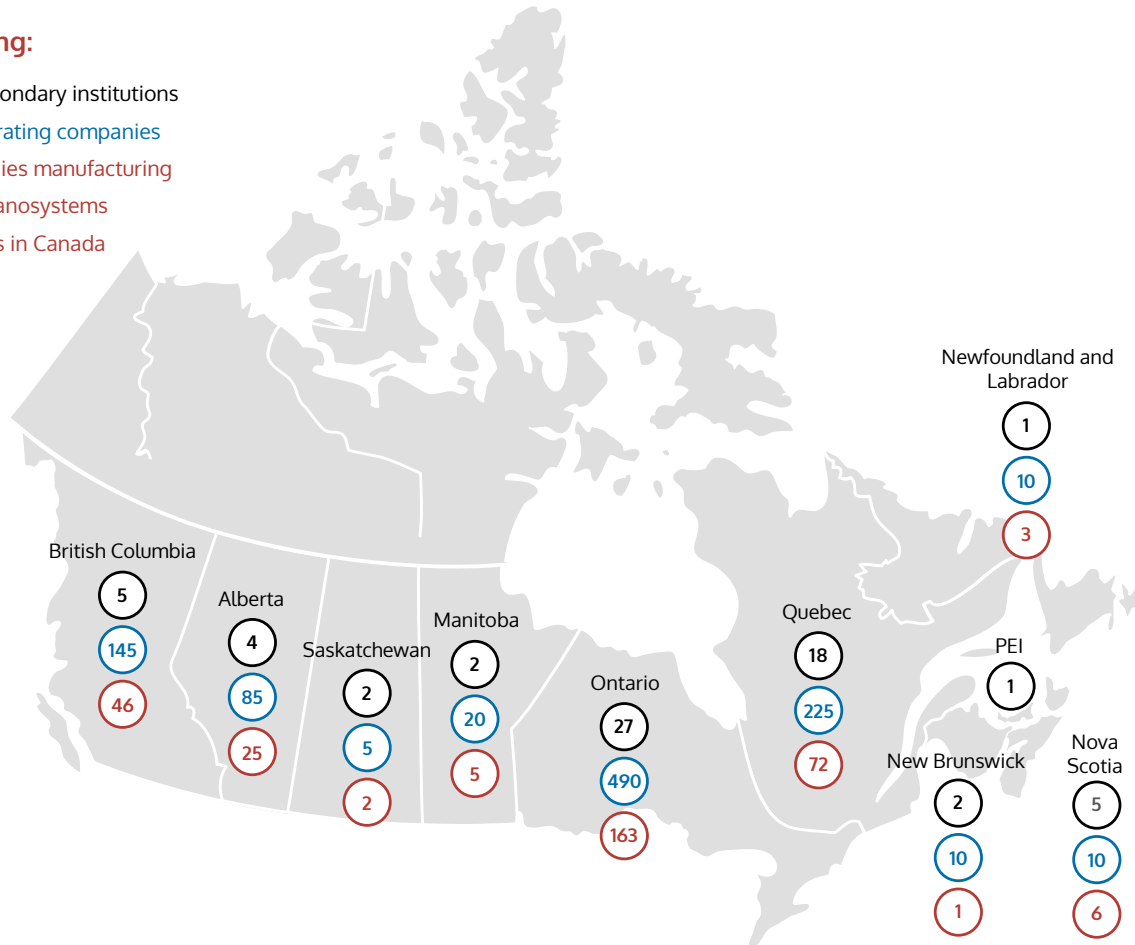 ng:
ondary institutions
rating companies
ies manufacturing
anosystems
s in Canada
Newfoundland and
Labrador
1
10
3
British Columbia
5
145
46
Alberta
4
85
25
Saskatchewan
2
5
2
Manitoba
2
20
5
Ontario
27
490
163
Quebec
18
225
72
PEI
1
New Brunswick
2
10
1
Nova
Scotia
5
10
6